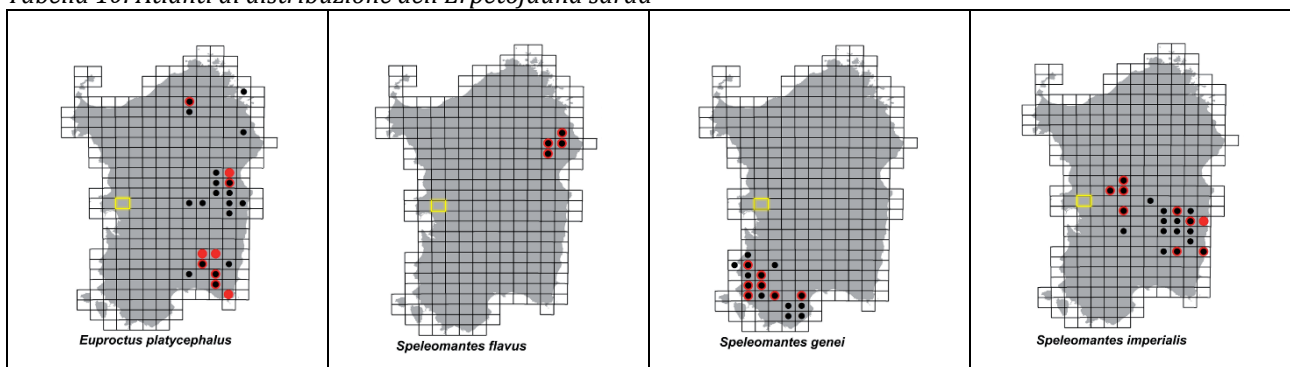 Tabella 10: Atlanti di distribuzione dell'Erpetofauna sarda
Euproctus platycephalus
Speleomantes flavus
Speleomantes genei
Speleomantes imperialis